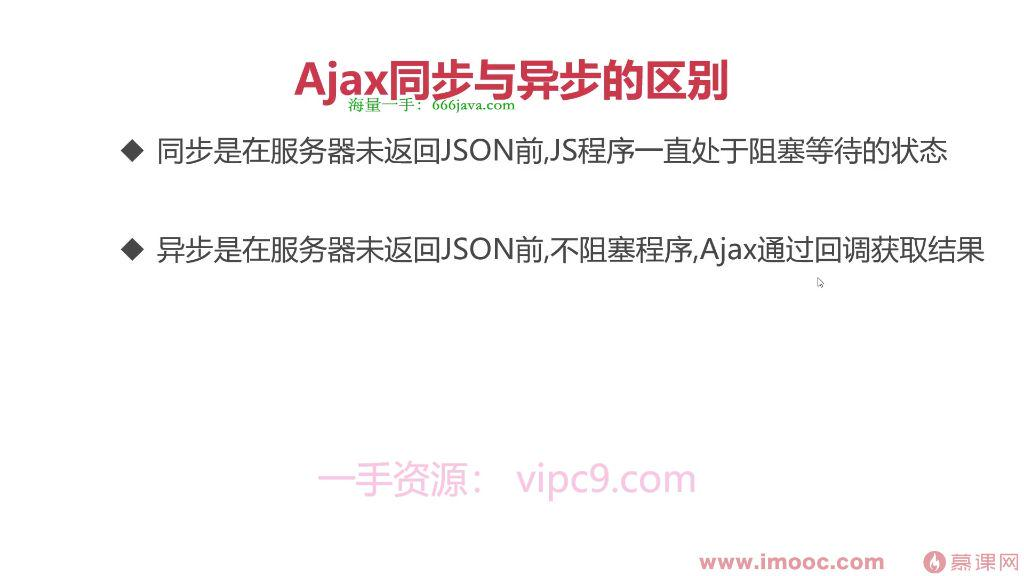 Ajax同步与异步的区别
海量一手：666java.com
◆ 同步是在服务器未返回JSON前,JS程序一直处于阻塞等待的状态
◆ 异步是在服务器未返回JSON前,不阻塞程序,Ajax通过回调获取结果
一手资源： vipc9.com
www.imooc.com 慕课网